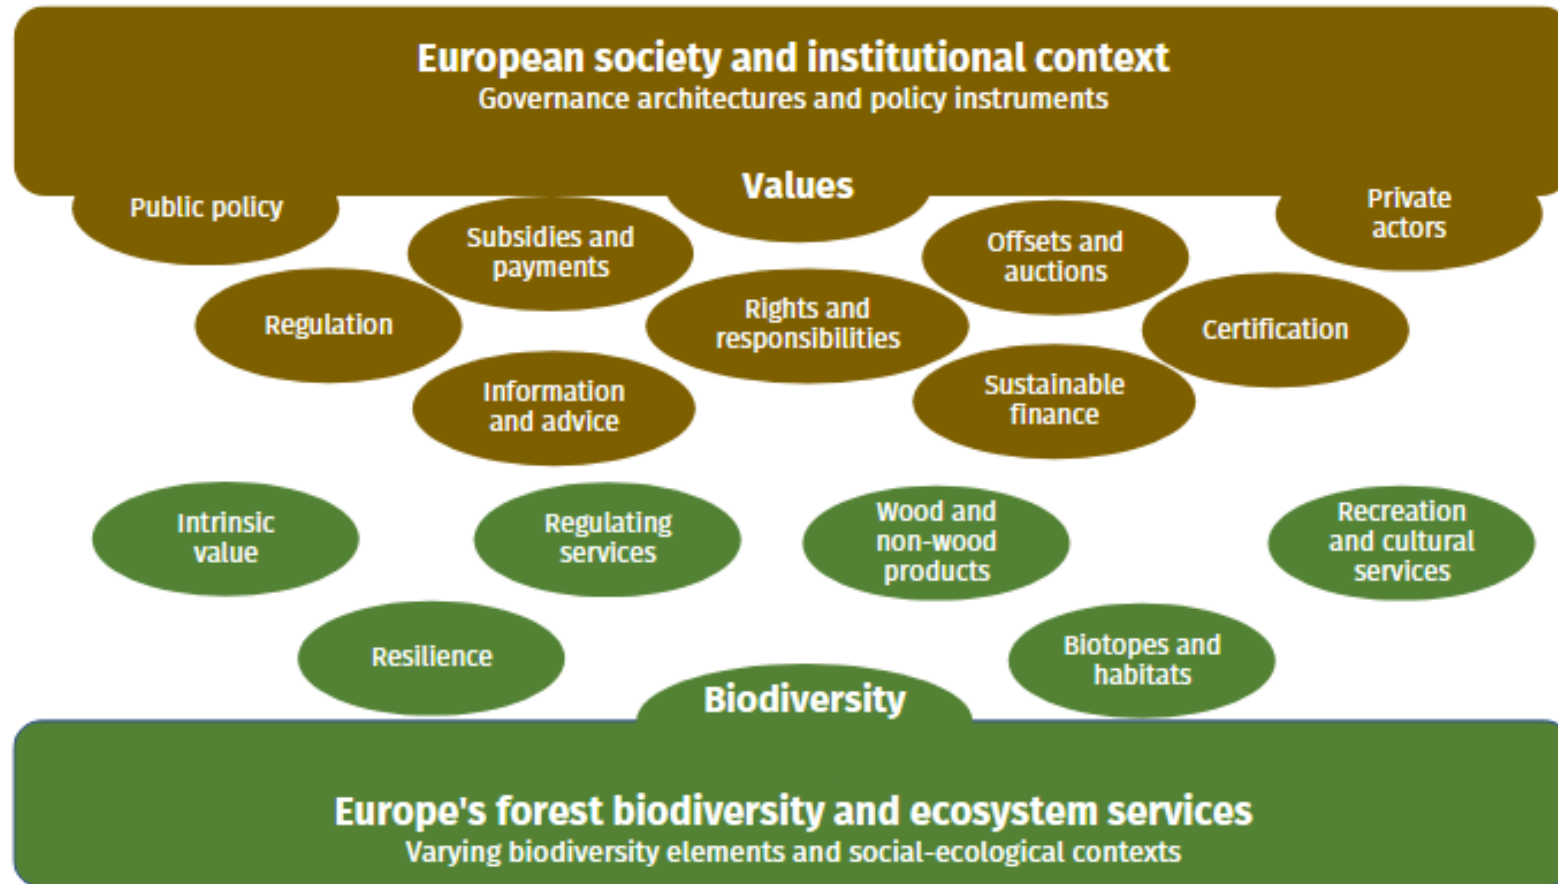 European society and institutional context
Governance architectures and policy instruments
Values
Public policy
Private
actors
Subsidies and
payments
Offsets and
auctions
Regulation
Rights and
responsibilities
Certification
Information
and advice
Sustainable
finance
Intrinsic
value
Regulating
services
Wood and
non-wood
products
Recreation
and cultural
services
Resilience
Biotopes and
habitats
Biodiversity
Europe's forest biodiversity and ecosystem services
Varying biodiversity elements and social-ecological contexts